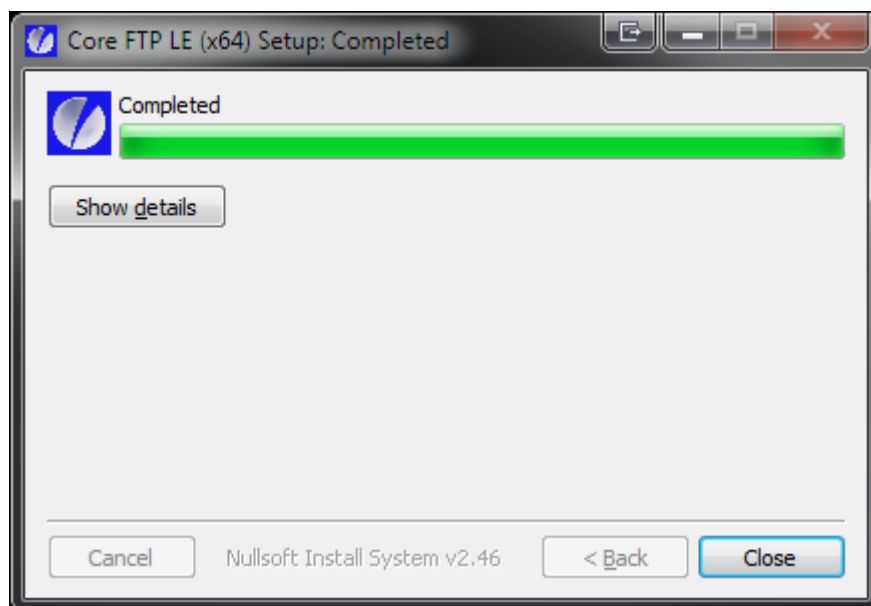 Core FTP LE (x64) Setup: Completed
Completed
Show details
Cancel
Nullsoft Install System v2.46
< Back
Close